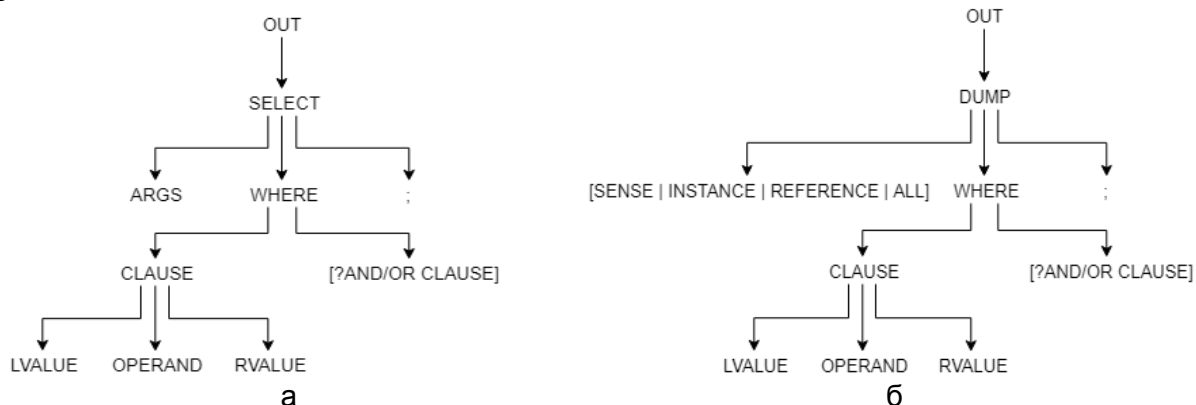 OUT
SELECT
ARGS WHERE ;
CLAUSE [?AND/OR CLAUSE]
LVALUE OPERAND RVALUE
а
OUT
DUMP
[SENSE | INSTANCE | REFERENCE | ALL] WHERE ;
CLAUSE [?AND/OR CLAUSE]
LVALUE OPERAND RVALUE
б